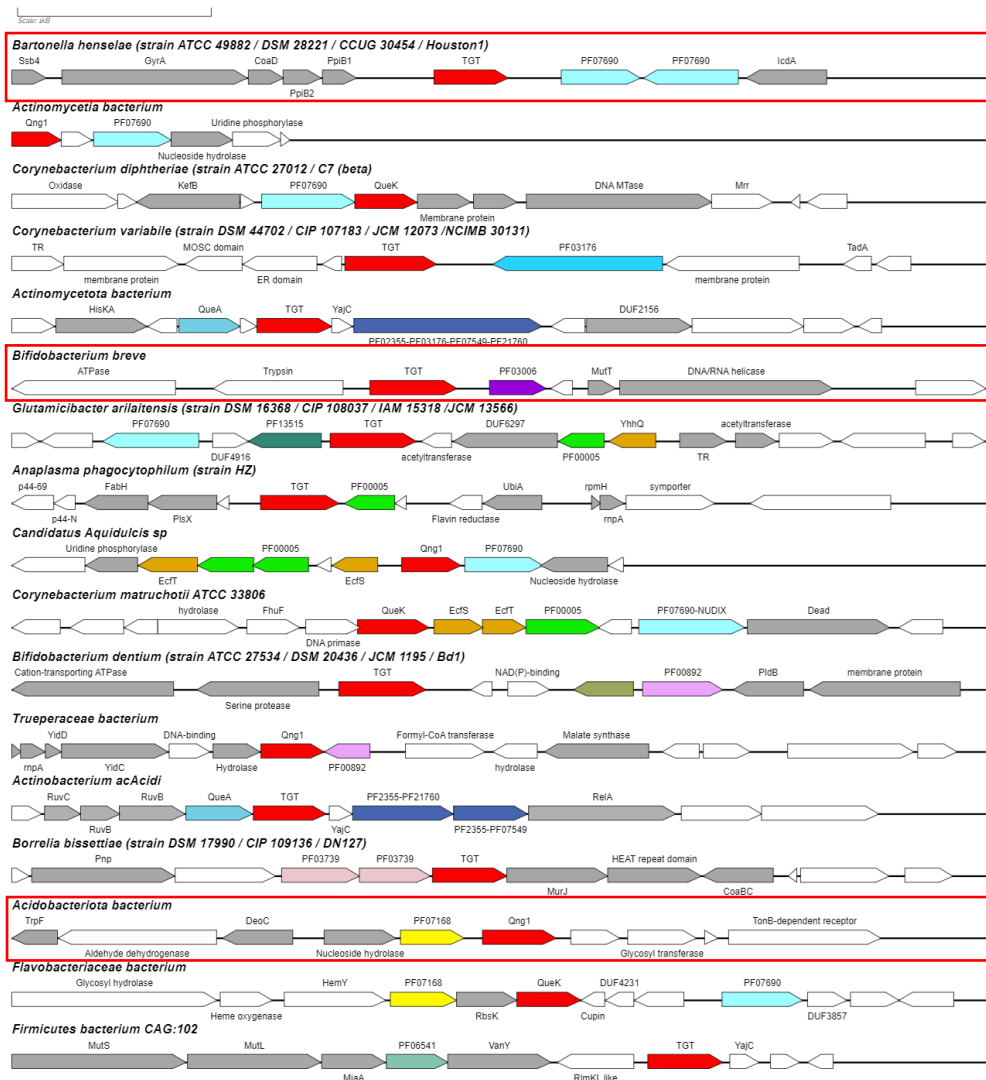 Scale: 1kB
Bartonella henselae (strain ATCC 49882 / DSM 28221 / CCUG 30454 / Houston1)
Ssb4 GyrA CoaD PpiB1 TGT PF07690 PF07690 IcdA
PpiB2
Actinomycetia bacterium
Qng1 PF07690 Uridine phosphorylase
Nucleoside hydrolase
Corynebacterium diphtheriae (strain ATCC 27012 / C7 (beta)
Oxidase KefB PF07690 QueK DNA MTase Mrr
Membrane protein
Corynebacterium variabile (strain DSM 44702 / CIP 107183 / JCM 12073 /NCIMB 30131)
TR MOSC domain TGT PF03176 TadA
membrane protein ER domain membrane protein
Actinomycetota bacterium
HisKA QueA TGT YajC DUF2156
PF02355-PF03176-PF07549-PF21760
Bifidobacterium breve
ATPase Trypsin TGT PF03006 MutT DNA/RNA helicase
Glutamicibacter arilaitensis (strain DSM 16368 / CIP 108037 / IAM 15318 /JCM 13566)
PF07690 PF13515 TGT DUF6297 YhhQ acetyltransferase
DUF4916 acetyltransferase PF00005 TR
Anaplasma phagocytophilum (strain HZ)
p44-69 FabH TGT PF00005 UbiA rpmH symporter
p44-N PlsX Flavin reductase rnpA
Candidatus Aquidulcis sp
Uridine phosphorylase PF00005 Qng1 PF07690
EcfT EcfS Nucleoside hydrolase
Corynebacterium matruchotii ATCC 33806
hydrolase FhuF QueK EcfS EcfT PF00005 PF07690-NUDIX Dead
DNA primase
Bifidobacterium dentium (strain ATCC 27534 / DSM 20436 / JCM 1195 / Bd1)
Cation-transporting ATPase TGT NAD(P)-binding PF00892 PldB membrane protein
Serine protease
Trueperaceae bacterium
YidD DNA-binding Qng1 Formyl-CoA transferase Malate synthase
rnpA YidC Hydrolase PF00892 hydrolase
Actinobacterium acAcidi
RuvC RuvB QueA TGT PF2355-PF21760 RelA
RuvB YajC PF2355-PF07549
Borrelia bissettiae (strain DSM 17990 / CIP 109136 / DN127)
Pnp PF03739 PF03739 TGT HEAT repeat domain
MurJ CoaBC
Acidobacteriota bacterium
TrpF DeoC PF07168 Qng1 TonB-dependent receptor
Aldehyde dehydrogenase Nucleoside hydrolase Glycosyl transferase
Flavobacteriaceae bacterium
Glycosyl hydrolase HemY PF07168 QueK DUF4231 PF07690
Heme oxygenase RbsK Cupin DUF3857
Firmicutes bacterium CAG:102
MutS MutL PF06541 VanY TGT YajC
MiaA RlmKL like